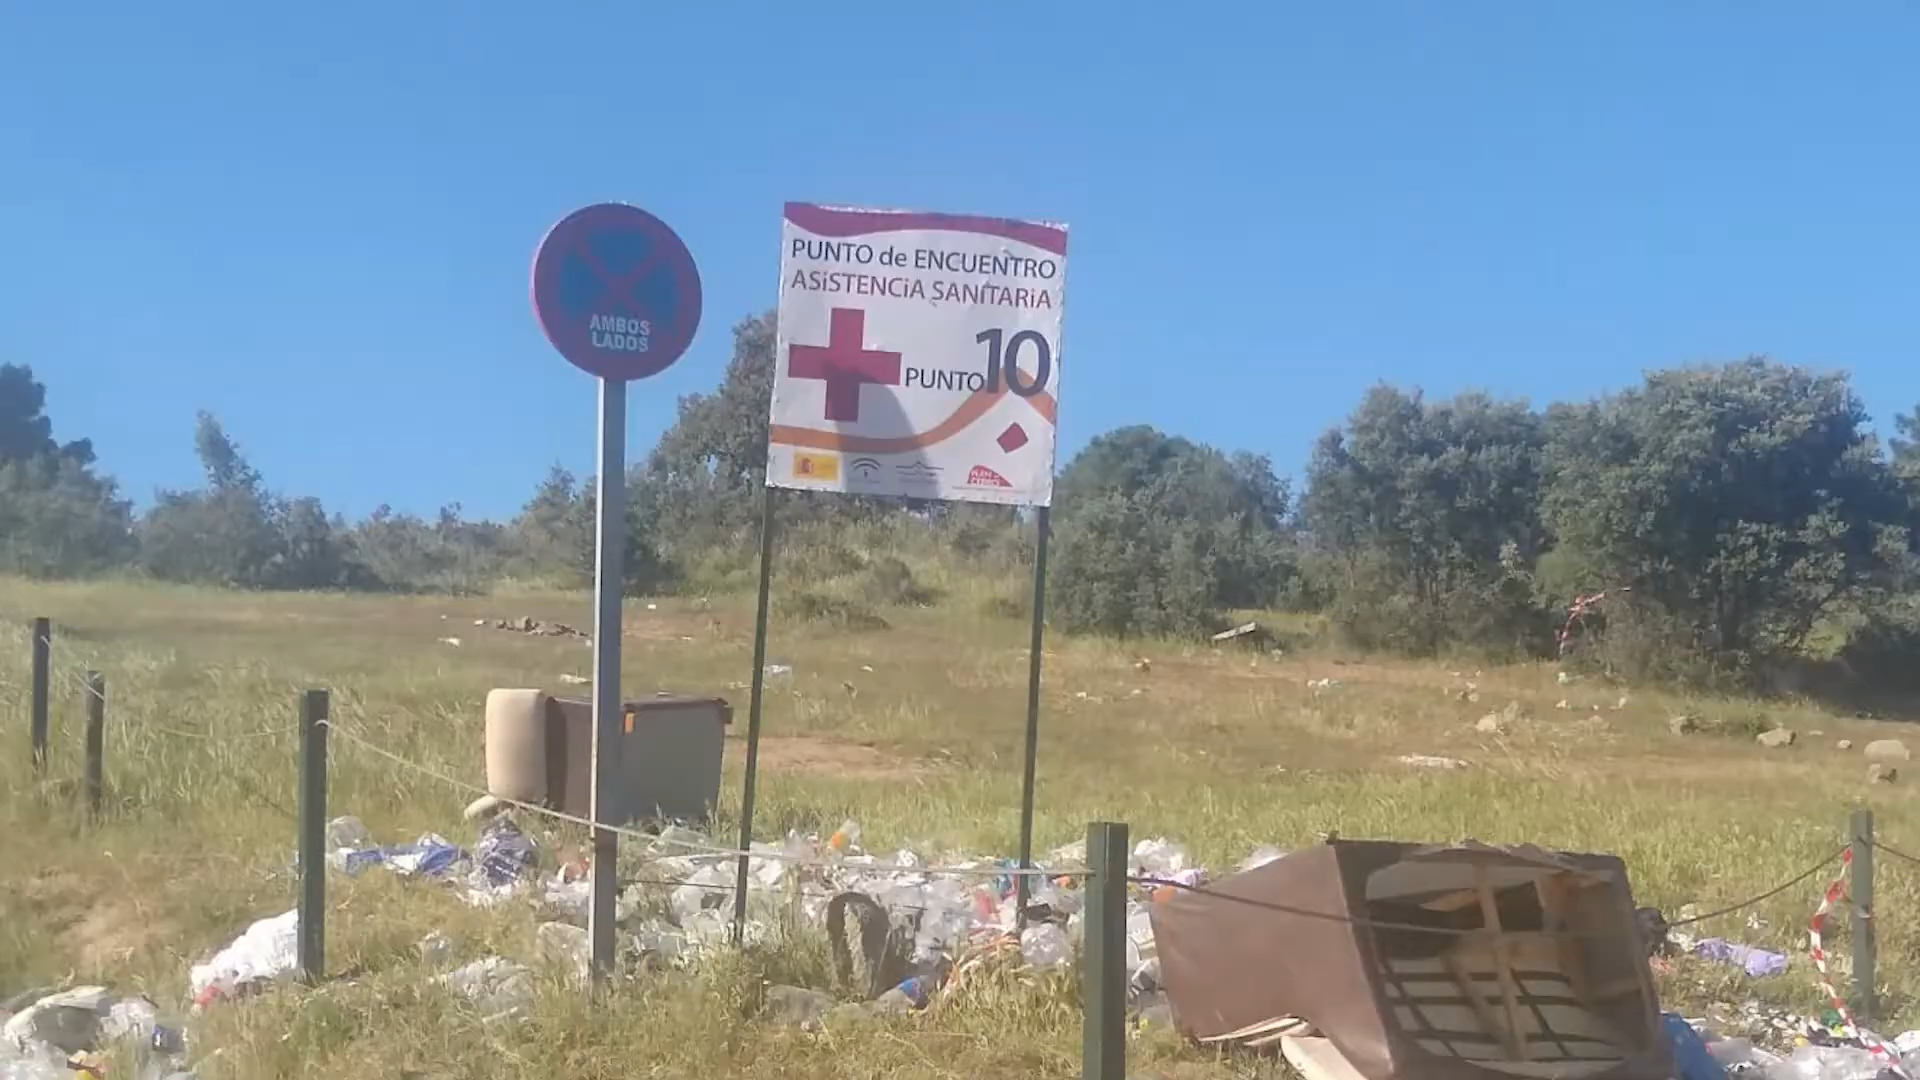 AMBOS
LADOS
PUNTO de ENCUENTRO
ASiSTENCiA SANiTARiA
PUNTO 10